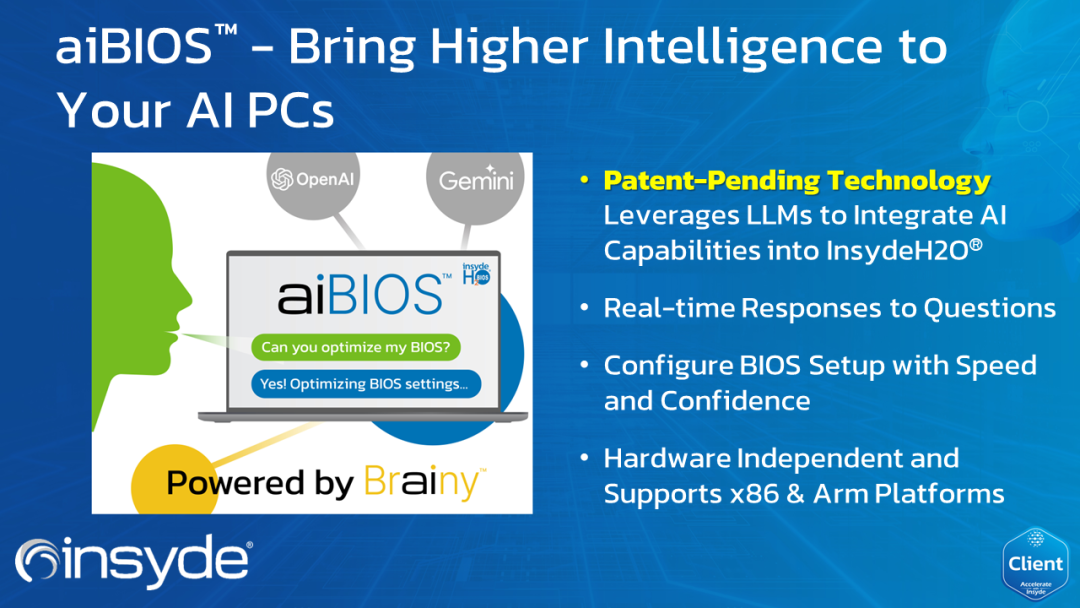 aiBIOS™ - Bring Higher Intelligence to
Your AI PCs
OpenAI
Gemini
insyde®
H2O BIOS
aiBIOS™
Can you optimize my BIOS?
Yes! Optimizing BIOS settings...
Powered by Brainy™
• Patent-Pending Technology
Leverages LLMs to Integrate AI
Capabilities into InsydeH2O®
• Real-time Responses to Questions
• Configure BIOS Setup with Speed
and Confidence
• Hardware Independent and
Supports x86 & Arm Platforms
insyde®
Client
Accelerate
Insyde